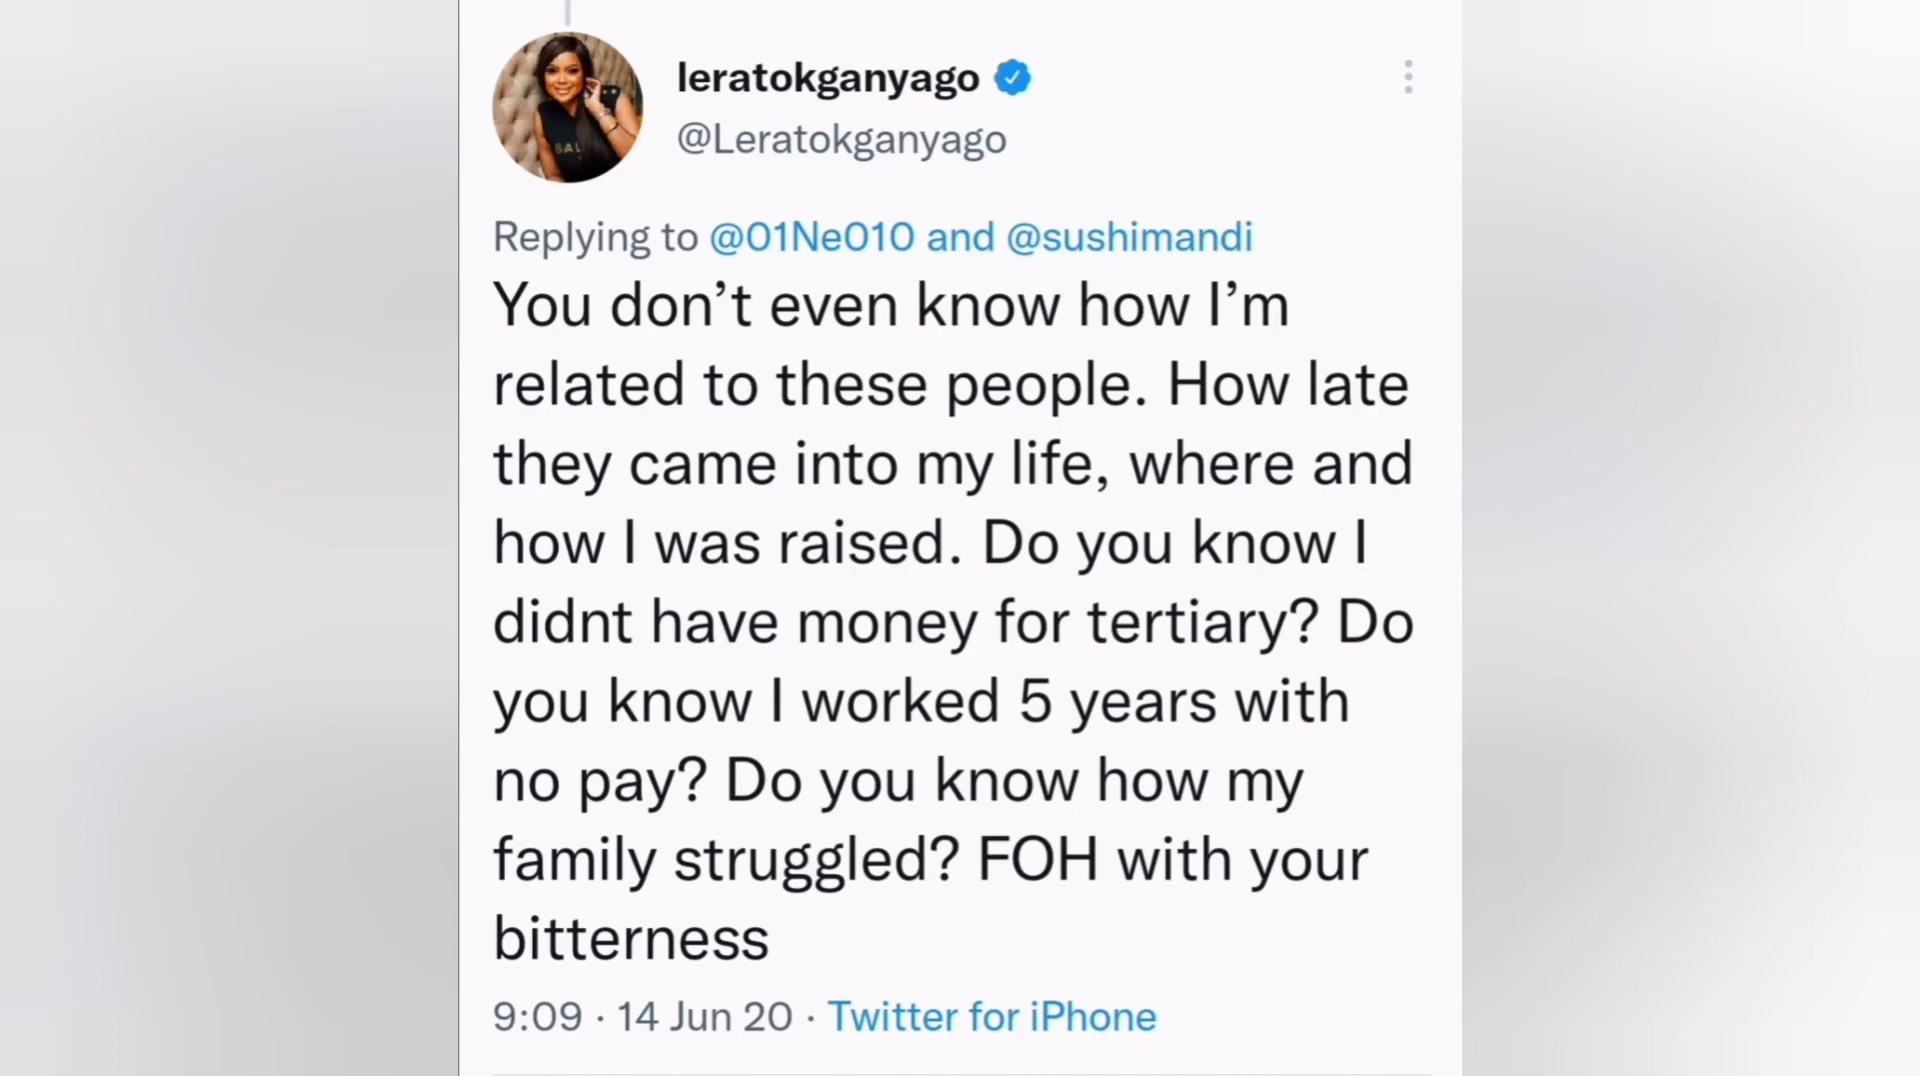 leratokganyago
@Leratokganyago
Replying to @01Ne010 and @sushimandi
You don’t even know how I’m
related to these people. How late
they came into my life, where and
how I was raised. Do you know I
didnt have money for tertiary? Do
you know I worked 5 years with
no pay? Do you know how my
family struggled? FOH with your
bitterness
9:09 · 14 Jun 20 · Twitter for iPhone
BAL